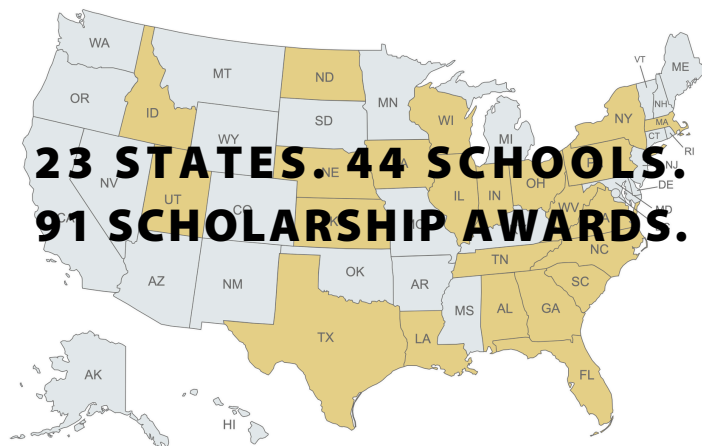 WA
VT
ME
MT
ND
MN
OR
NH
ID
WI
NY
MA
SD
MI
CT
WY
RI
23 STATES. 44 SCHOOLS.
NE
NJ
NV
OH
DE
UT
IL
IN
WV
MD
CO
91 SCHOLARSHIP AWARDS.
NC
TN
OK
AZ
NM
AR
SC
MS
AL
GA
TX
LA
AK
FL
HI